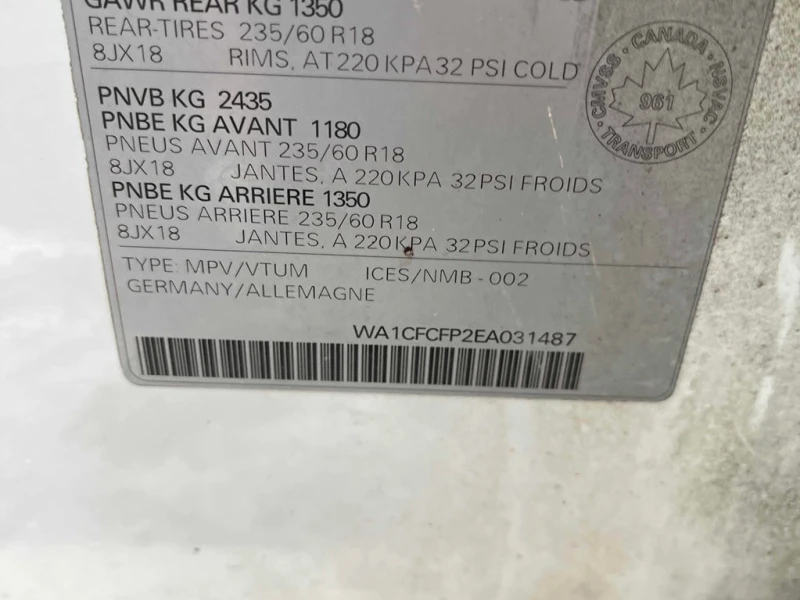 GAWR REAR KG 1350
REAR-TIRES 235/60 R18
8JX18 RIMS, AT 220 KPA 32 PSI COLD
PNVB KG 2435
PNBE KG AVANT 1180
PNEUS AVANT 235/60 R18
8JX18 JANTES, A 220 KPA 32 PSI FROIDS
PNBE KG ARRIERE 1350
PNEUS ARRIERE 235/60 R18
8JX18 JANTES, A 220 KPA 32 PSI FROIDS
TYPE: MPV/VTUM ICES/NMB-002
GERMANY/ALLEMAGNE
WA1CFCFP2EA031487
CMVSS · CANADA · NSVAC · TRANSPORT ·
961